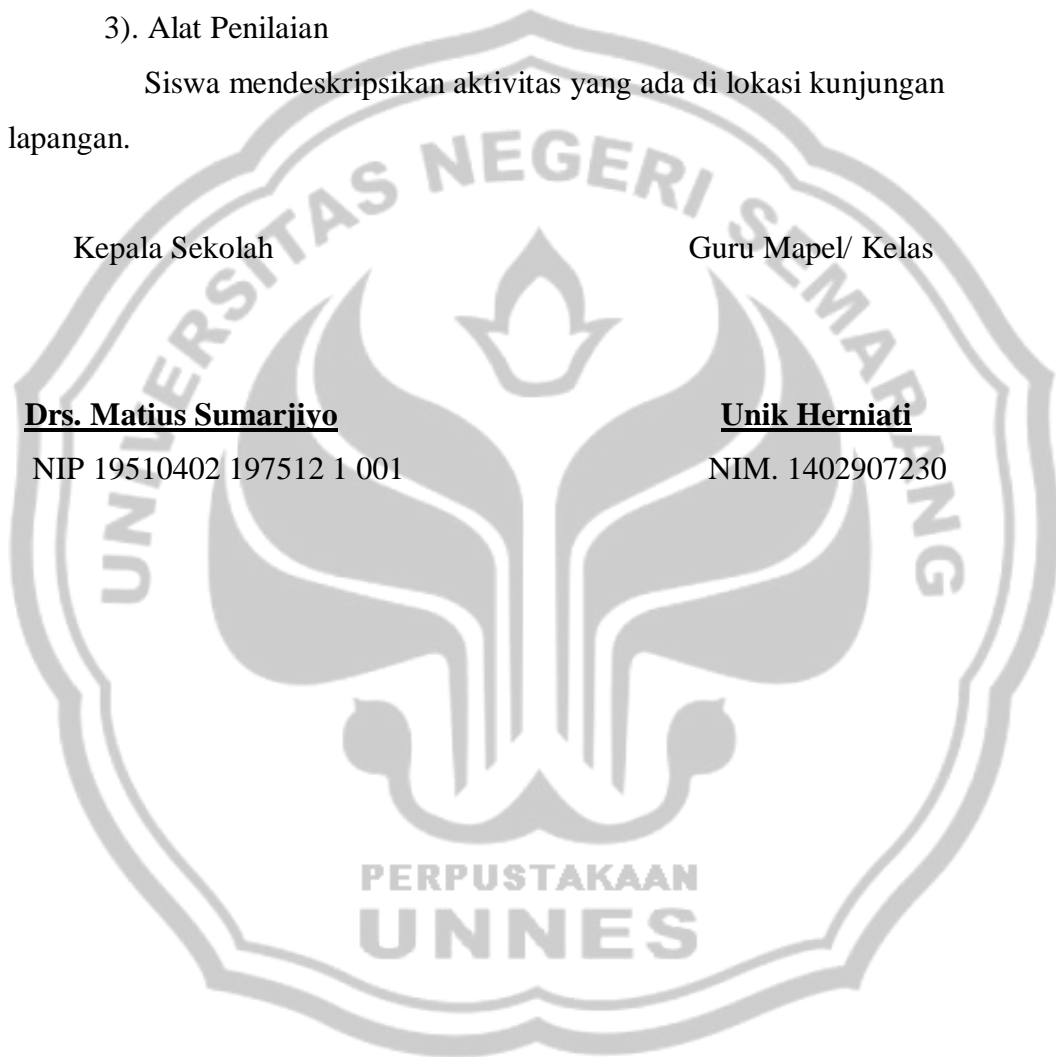 3). Alat Penilaian
Siswa mendeskripsikan aktivitas yang ada di lokasi kunjungan
lapangan.
Kepala Sekolah Guru Mapel/ Kelas
Drs. Matius Sumarjiyo Unik Herniati
NIP 19510402 197512 1 001 NIM. 1402907230
UNIVERSITAS NEGERI SEMARANG
PERPUSTAKAAN
UNNES